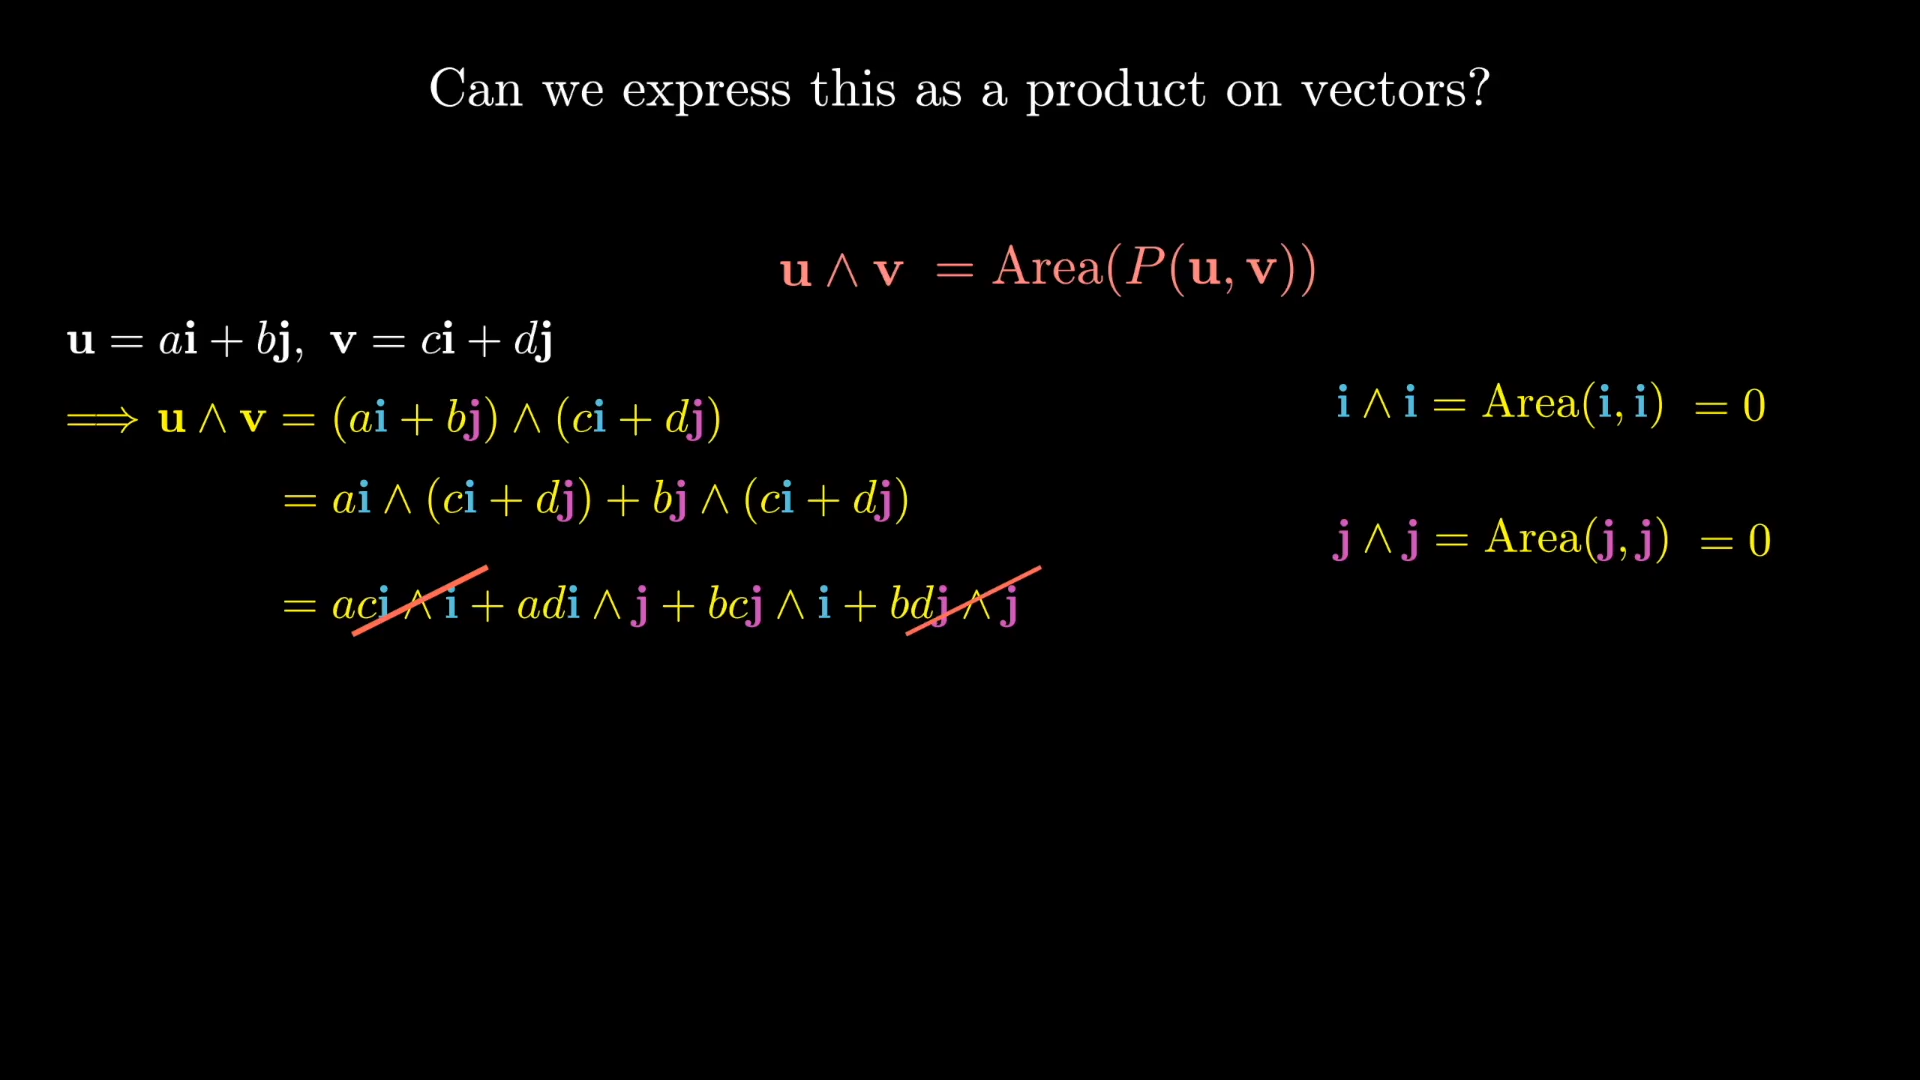 Can we express this as a product on vectors?
u ∧ v = Area(P(u, v))
u = ai + bj, v = ci + dj
⟹ u ∧ v = (ai + bj) ∧ (ci + dj)
i ∧ i = Area(i, i) = 0
= ai ∧ (ci + dj) + bj ∧ (ci + dj)
j ∧ j = Area(j, j) = 0
= aci ∧ i + adi ∧ j + bcj ∧ i + bdj ∧ j